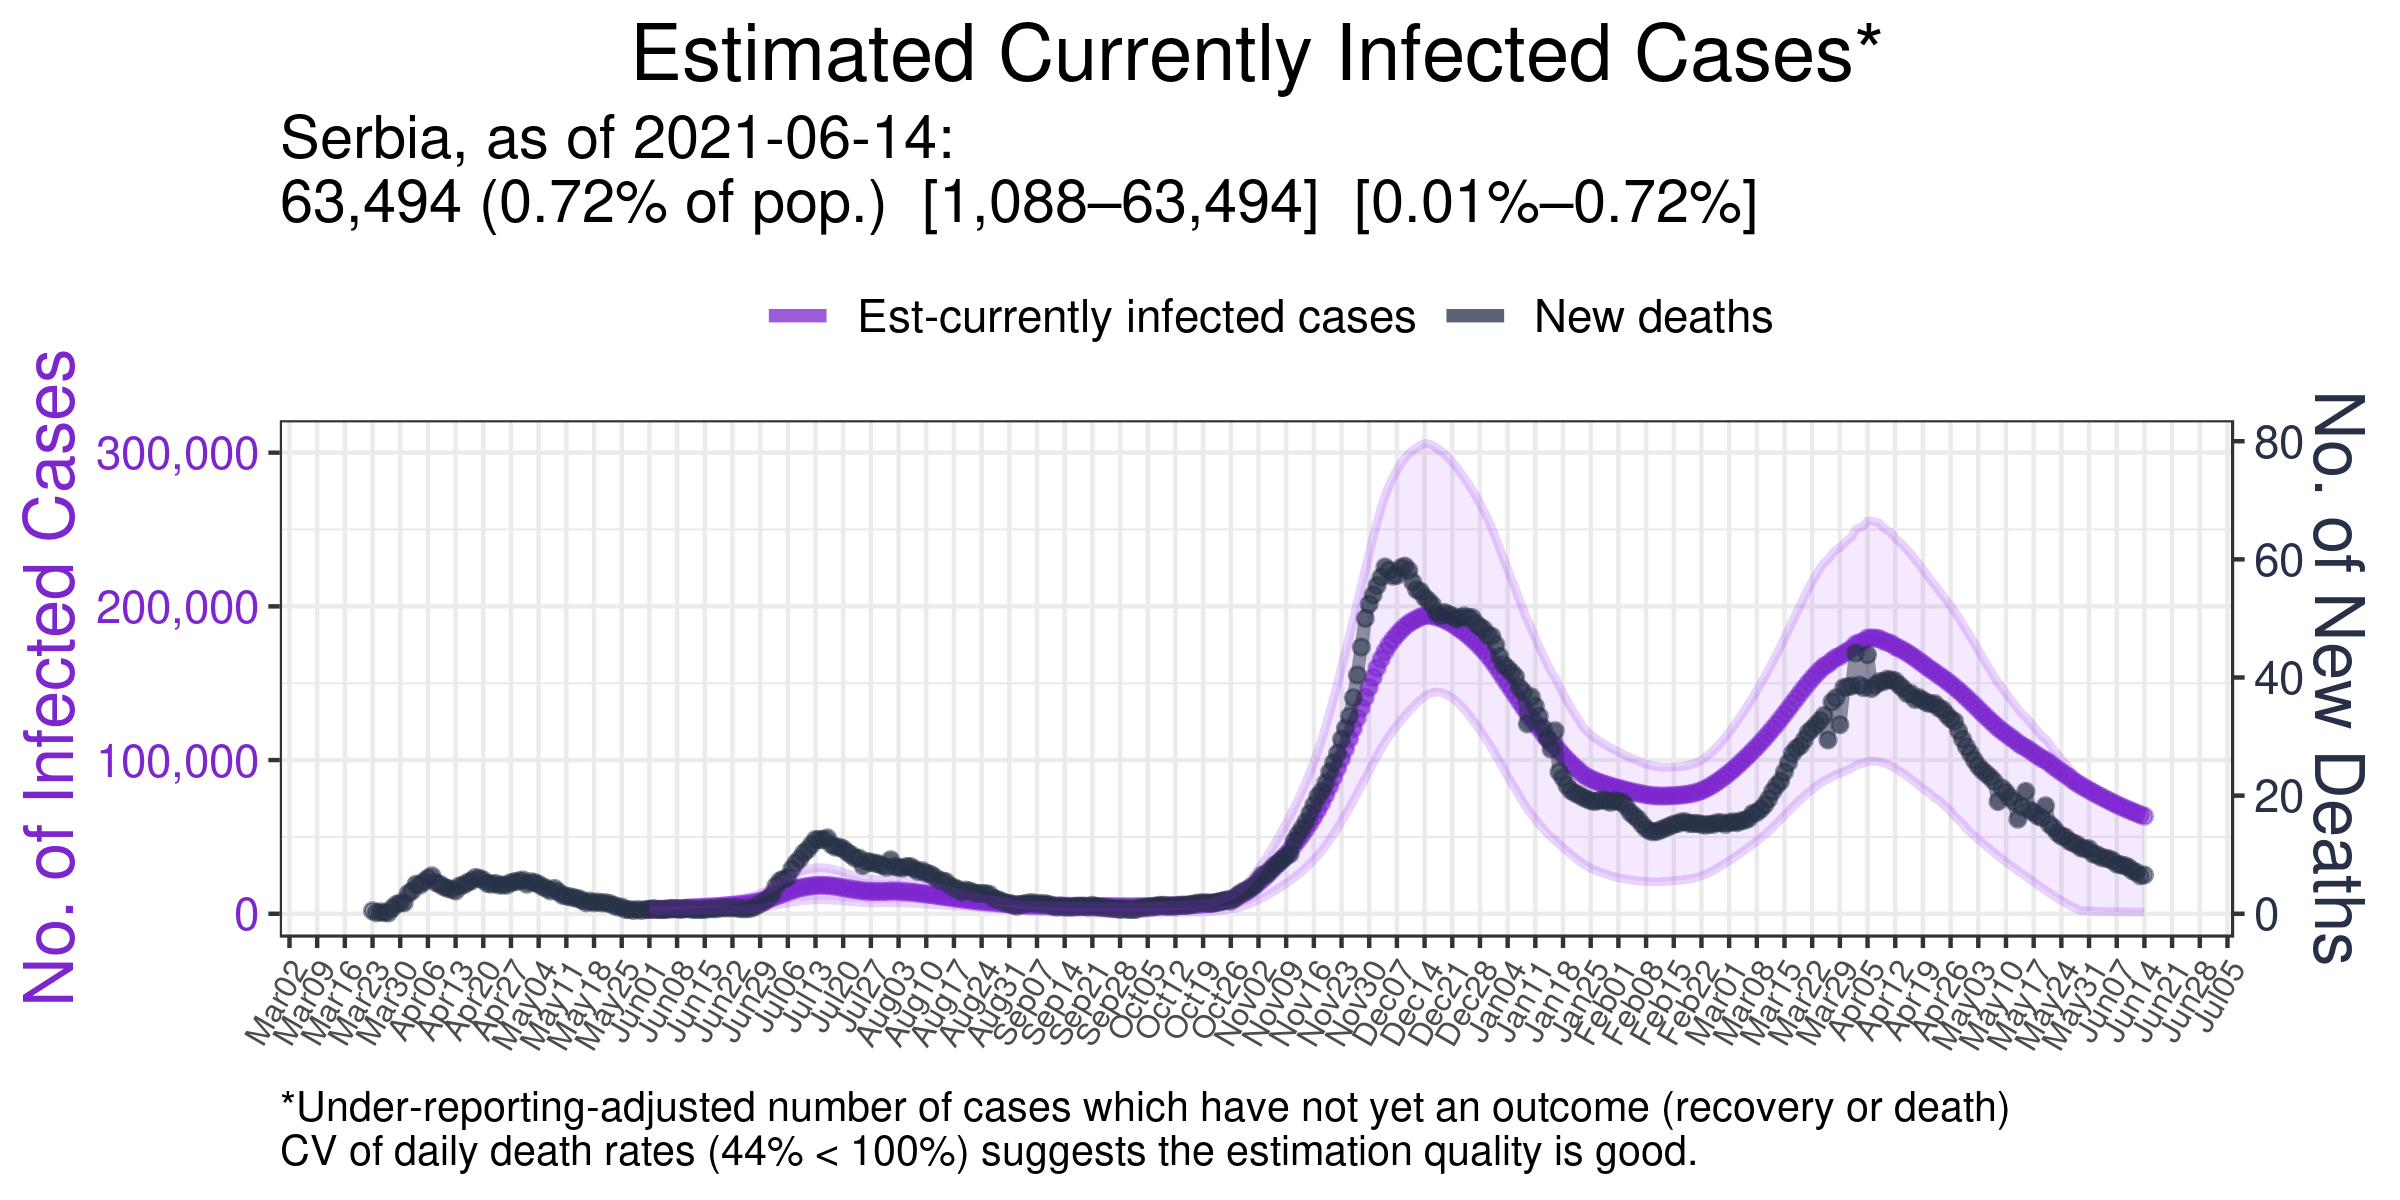 Estimated Currently Infected Cases*
Serbia, as of 2021-06-14:
63,494 (0.72% of pop.)  [1,088–63,494]  [0.01%–0.72%]
Est-currently infected cases
New deaths
No. of Infected Cases
300,000
200,000
100,000
0
80
60
40
20
0
No. of New Deaths
Mar02
Mar09
Mar16
Mar23
Mar30
Apr06
Apr13
Apr20
Apr27
May04
May11
May18
May25
Jun01
Jun08
Jun15
Jun22
Jun29
Jul06
Jul13
Jul20
Jul27
Aug03
Aug10
Aug17
Aug24
Aug31
Sep07
Sep14
Sep21
Sep28
Oct05
Oct12
Oct19
Oct26
Nov02
Nov09
Nov16
Nov23
Nov30
Dec07
Dec14
Dec21
Dec28
Jan04
Jan11
Jan18
Jan25
Feb01
Feb08
Feb15
Feb22
Mar01
Mar08
Mar15
Mar22
Mar29
Apr05
Apr12
Apr19
Apr26
May03
May10
May17
May24
May31
Jun07
Jun14
Jun21
Jun28
Jul05
*Under-reporting-adjusted number of cases which have not yet an outcome (recovery or death)
CV of daily death rates (44% < 100%) suggests the estimation quality is good.